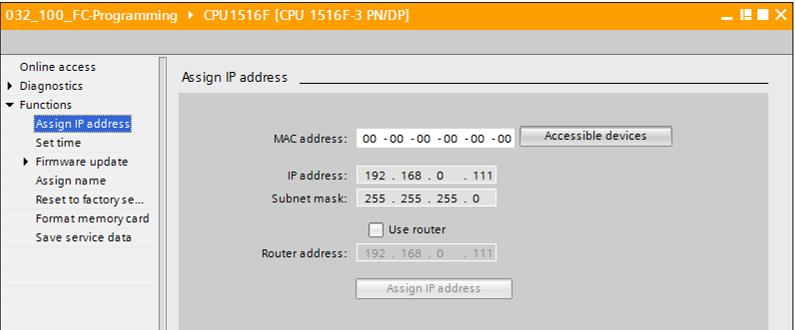 032_100_FC-Programming ▸ CPU1516F [CPU 1516F-3 PN/DP]
Online access
Diagnostics
Functions
Assign IP address
Set time
Firmware update
Assign name
Reset to factory se...
Format memory card
Save service data
Assign IP address
MAC address: 00 -00 -00 -00 -00 -00 Accessible devices
IP address: 192 . 168 . 0 . 111
Subnet mask: 255 . 255 . 255 . 0
Use router
Router address: 192 . 168 . 0 . 111
Assign IP address